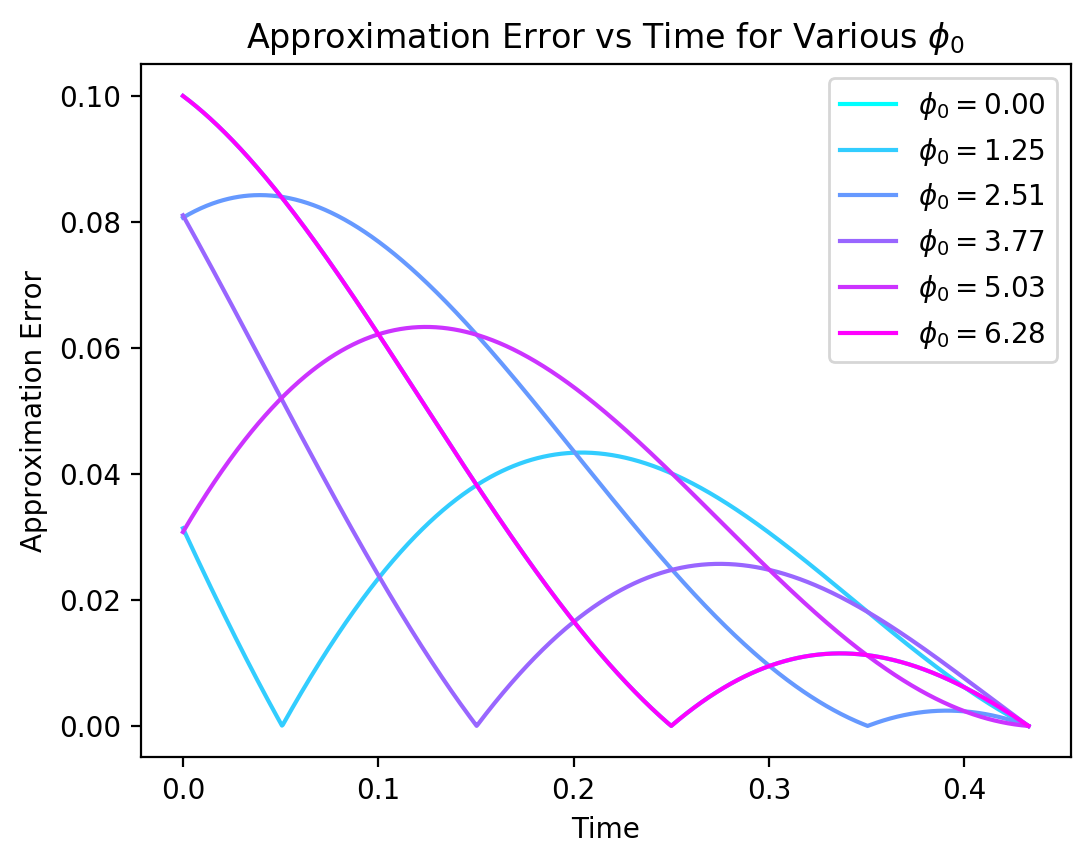 Approximation Error vs Time for Various ϕ₀
Approximation Error
0.10
0.08
0.06
0.04
0.02
0.00
0.0 0.1 0.2 0.3 0.4
Time
ϕ₀ = 0.00
ϕ₀ = 1.25
ϕ₀ = 2.51
ϕ₀ = 3.77
ϕ₀ = 5.03
ϕ₀ = 6.28